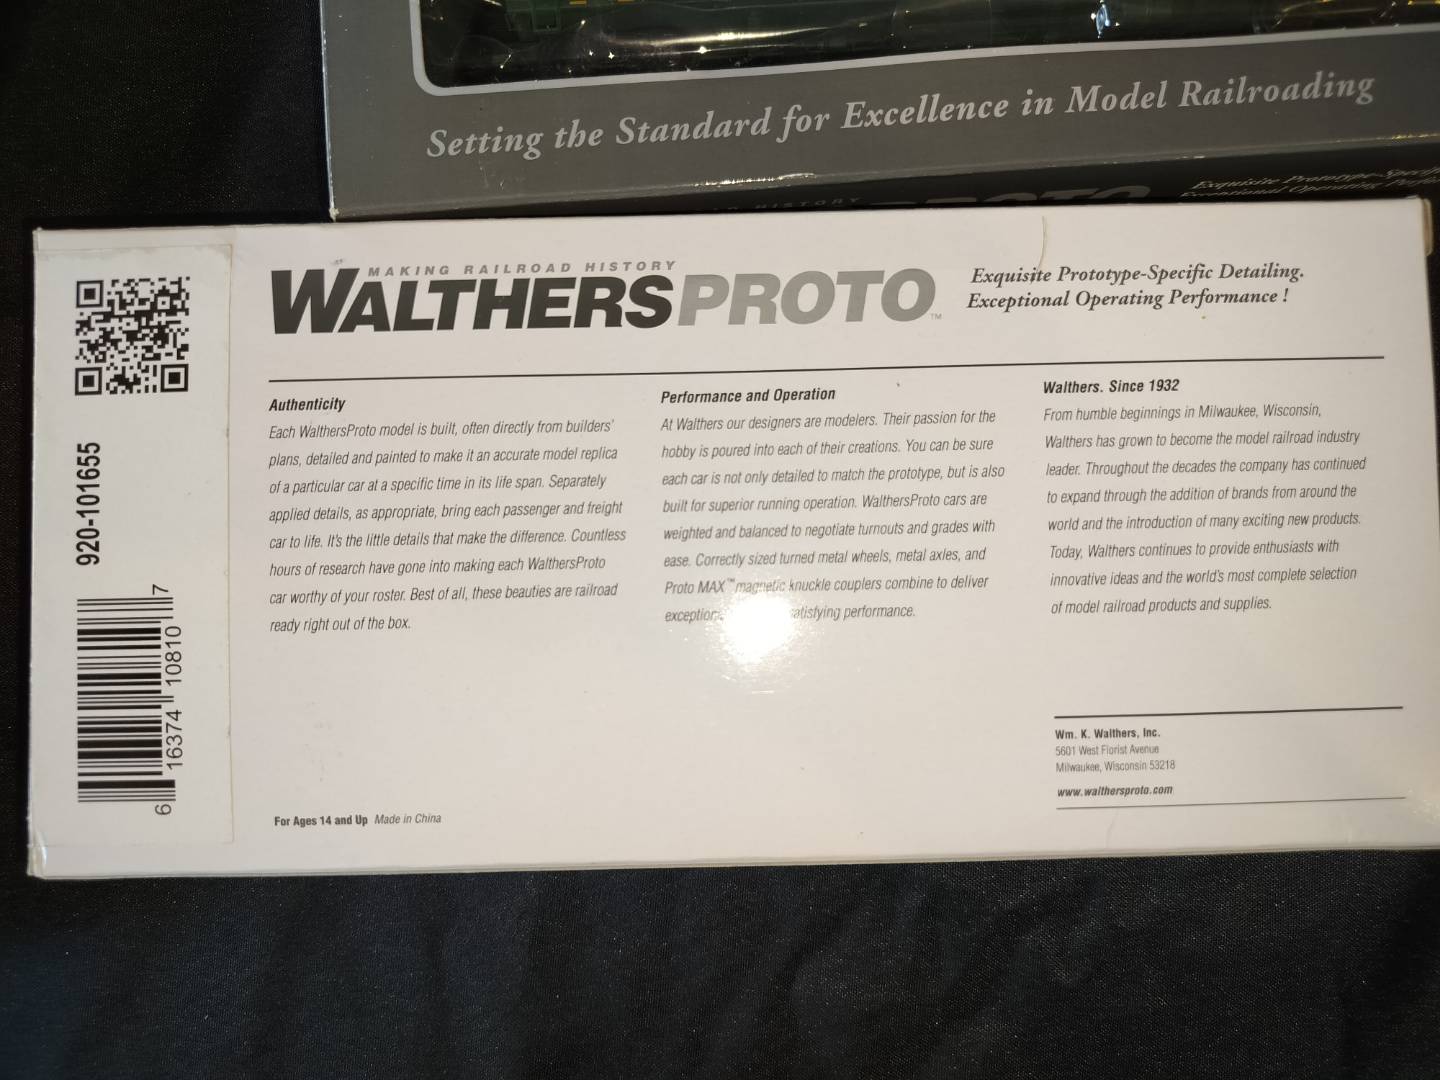 Setting the Standard for Excellence in Model Railroading
HISTORY
PROTO
Exquisite Prototype-Specific
Exceptional Operating
MAKING RAILROAD HISTORY
WALTHERSPROTO™
Exquisite Prototype-Specific Detailing.
Exceptional Operating Performance !
920-101655
6 16374 10810 7
Authenticity
Each WalthersProto model is built, often directly from builders'
plans, detailed and painted to make it an accurate model replica
of a particular car at a specific time in its life span. Separately
applied details, as appropriate, bring each passenger and freight
car to life. It's the little details that make the difference. Countless
hours of research have gone into making each WalthersProto
car worthy of your roster. Best of all, these beauties are railroad
ready right out of the box.
Performance and Operation
At Walthers our designers are modelers. Their passion for the
hobby is poured into each of their creations. You can be sure
each car is not only detailed to match the prototype, but is also
built for superior running operation. WalthersProto cars are
weighted and balanced to negotiate turnouts and grades with
ease. Correctly sized turned metal wheels, metal axles, and
Proto MAX™ magnetic knuckle couplers combine to deliver
performance.
Walthers. Since 1932
From humble beginnings in Milwaukee, Wisconsin,
Walthers has grown to become the model railroad industry
leader. Throughout the decades the company has continued
to expand through the addition of brands from around the
world and the introduction of many exciting new products.
Today, Walthers continues to provide enthusiasts with
innovative ideas and the world's most complete selection
of model railroad products and supplies.
Wm. K. Walthers, Inc.
5601 West Florist Avenue
Milwaukee, Wisconsin 53218
www.walthersproto.com
For Ages 14 and Up Made in China